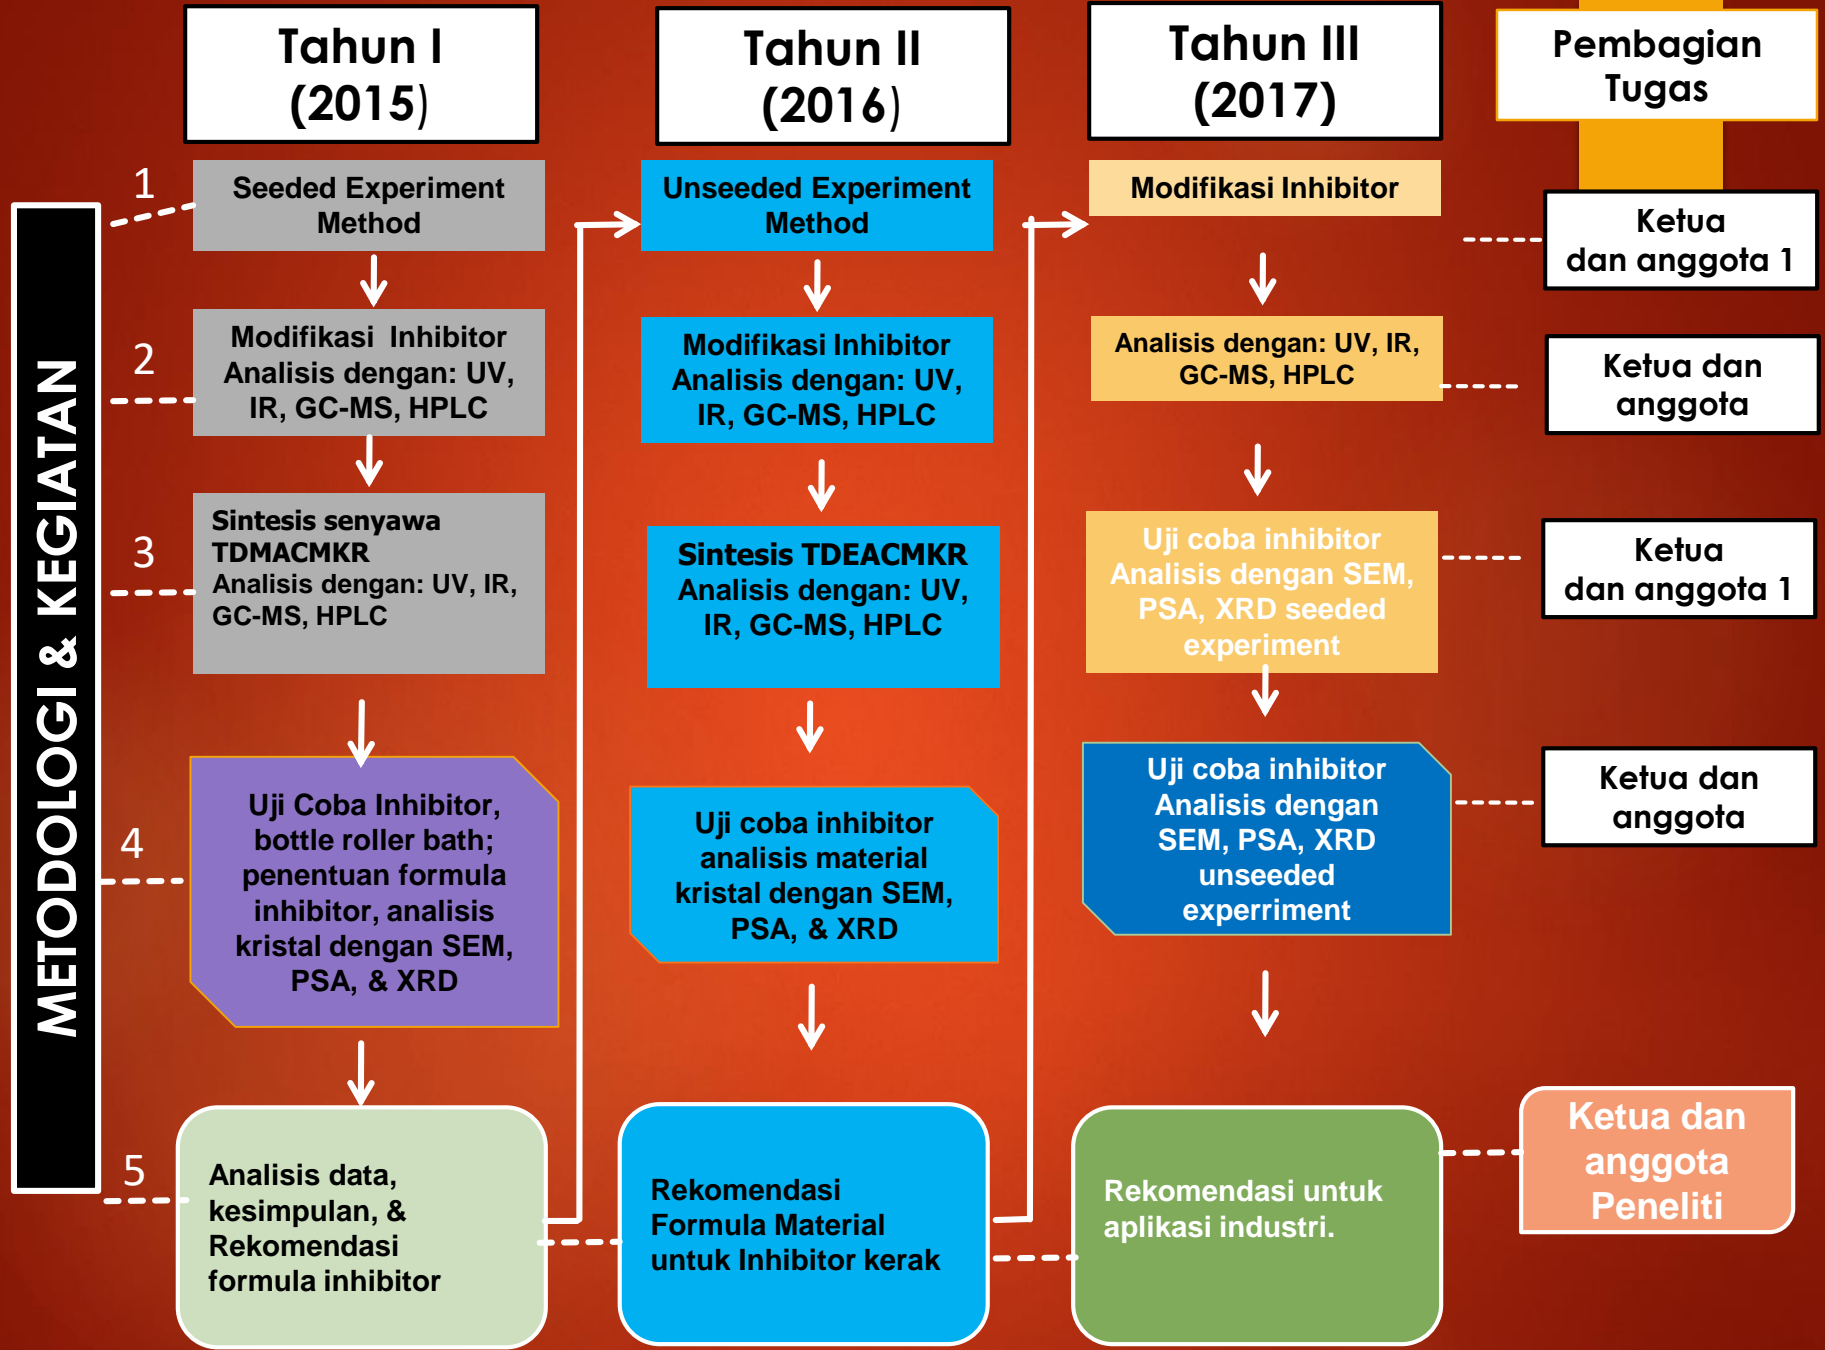 Tahun I
(2015)
Tahun II
(2016)
Tahun III
(2017)
Pembagian
Tugas
METODOLOGI & KEGIATAN
1
Seeded Experiment
Method
Unseeded Experiment
Method
Modifikasi Inhibitor
Ketua
dan anggota 1
2
Modifikasi Inhibitor
Analisis dengan: UV,
IR, GC-MS, HPLC
Modifikasi Inhibitor
Analisis dengan: UV,
IR, GC-MS, HPLC
Analisis dengan: UV, IR,
GC-MS, HPLC
Ketua dan
anggota
3
Sintesis senyawa
TDMACMKR
Analisis dengan: UV, IR,
GC-MS, HPLC
Sintesis TDEACMKR
Analisis dengan: UV,
IR, GC-MS, HPLC
Uji coba inhibitor
Analisis dengan SEM,
PSA, XRD seeded
experiment
Ketua
dan anggota 1
4
Uji Coba Inhibitor,
bottle roller bath;
penentuan formula
inhibitor, analisis
kristal dengan SEM,
PSA, & XRD
Uji coba inhibitor
analisis material
kristal dengan SEM,
PSA, & XRD
Uji coba inhibitor
Analisis dengan
SEM, PSA, XRD
unseeded
experriment
Ketua dan
anggota
5
Analisis data,
kesimpulan, &
Rekomendasi
formula inhibitor
Rekomendasi
Formula Material
untuk Inhibitor kerak
Rekomendasi untuk
aplikasi industri.
Ketua dan
anggota
Peneliti